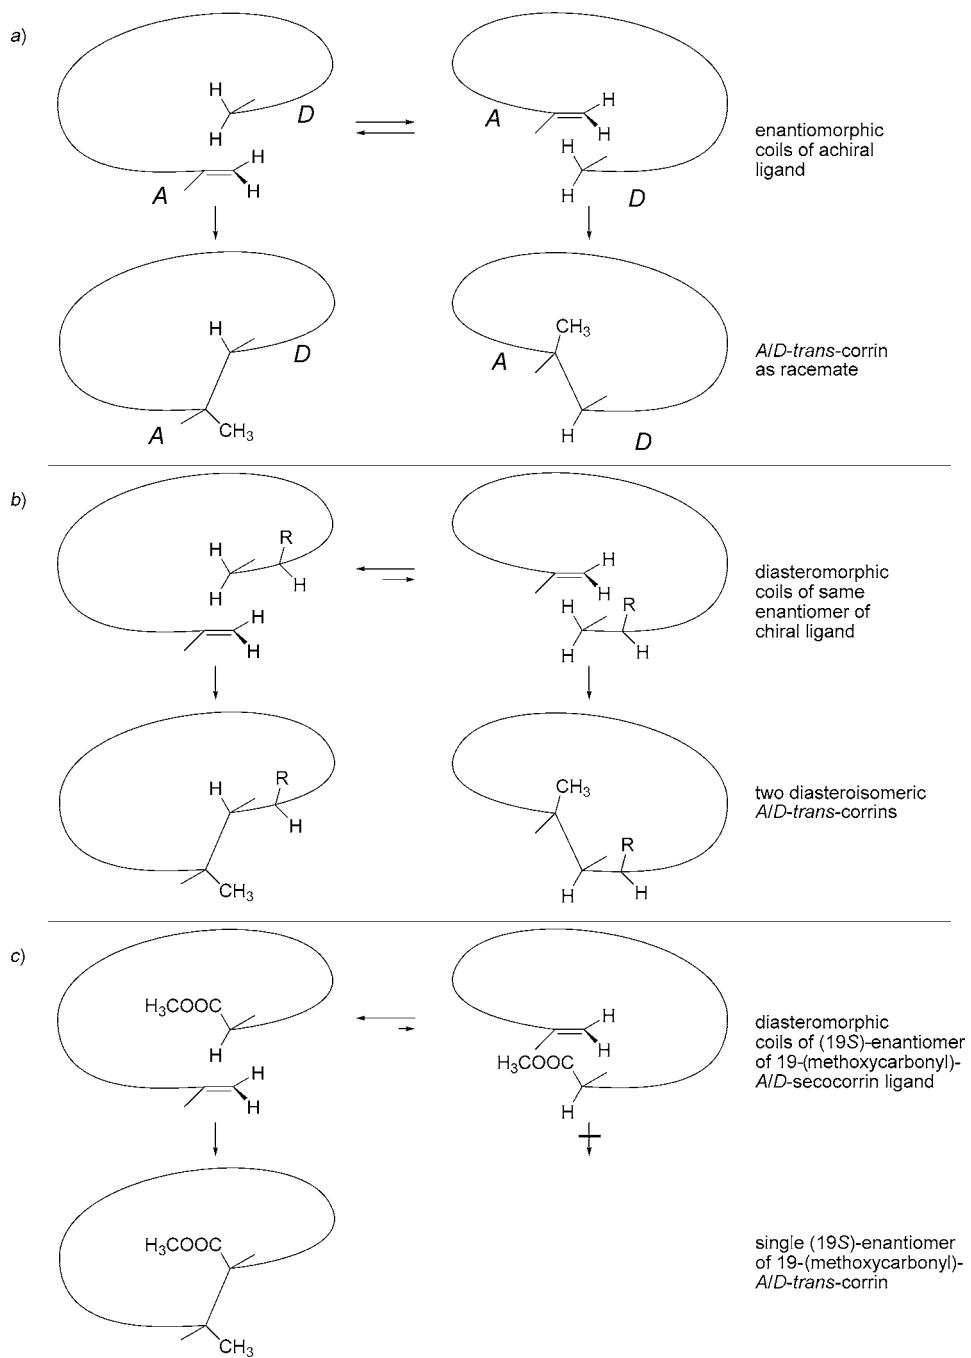 a)
H
H
D
H
H
A
A
H
H
H
H
D
enantiomorphic
coils of achiral
ligand
H
D
A
CH3
CH3
A
H
D
A/D-trans-corrin
as racemate
b)
R
H
H
H
H
H
H
H
H
R
H
H
diasteromorphic
coils of same
enantiomer of
chiral ligand
R
H
H
CH3
CH3
R
H
H
two diasteroisomeric
A/D-trans-corrins
c)
H3COOC
H
H
H
H
H
H3COOC
H
diasteromorphic
coils of (19S)-enantiomer
of 19-(methoxycarbonyl)-
A/D-secocorrin ligand
H3COOC
CH3
single (19S)-enantiomer
of 19-(methoxycarbonyl)-
A/D-trans-corrin